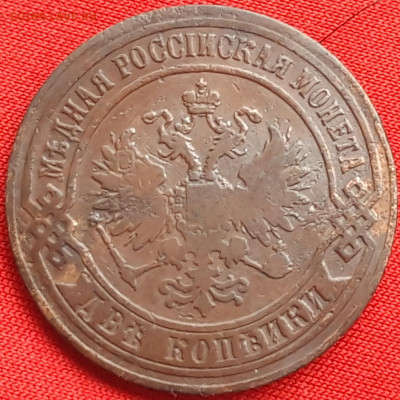 МѢДНАЯ РОССІЙСКАЯ МОНЕТА
ДВѢ КОПѢЙКИ